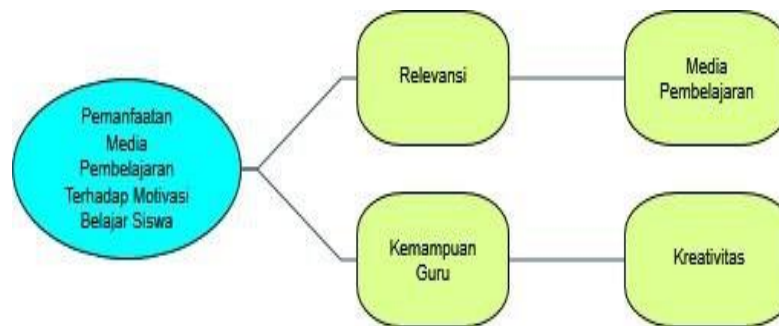 Pemanfaatan
Media
Pembelajaran
Terhadap Motivasi
Belajar Siswa
Relevansi
Media
Pembelajaran
Kemampuan
Guru
Kreativitas